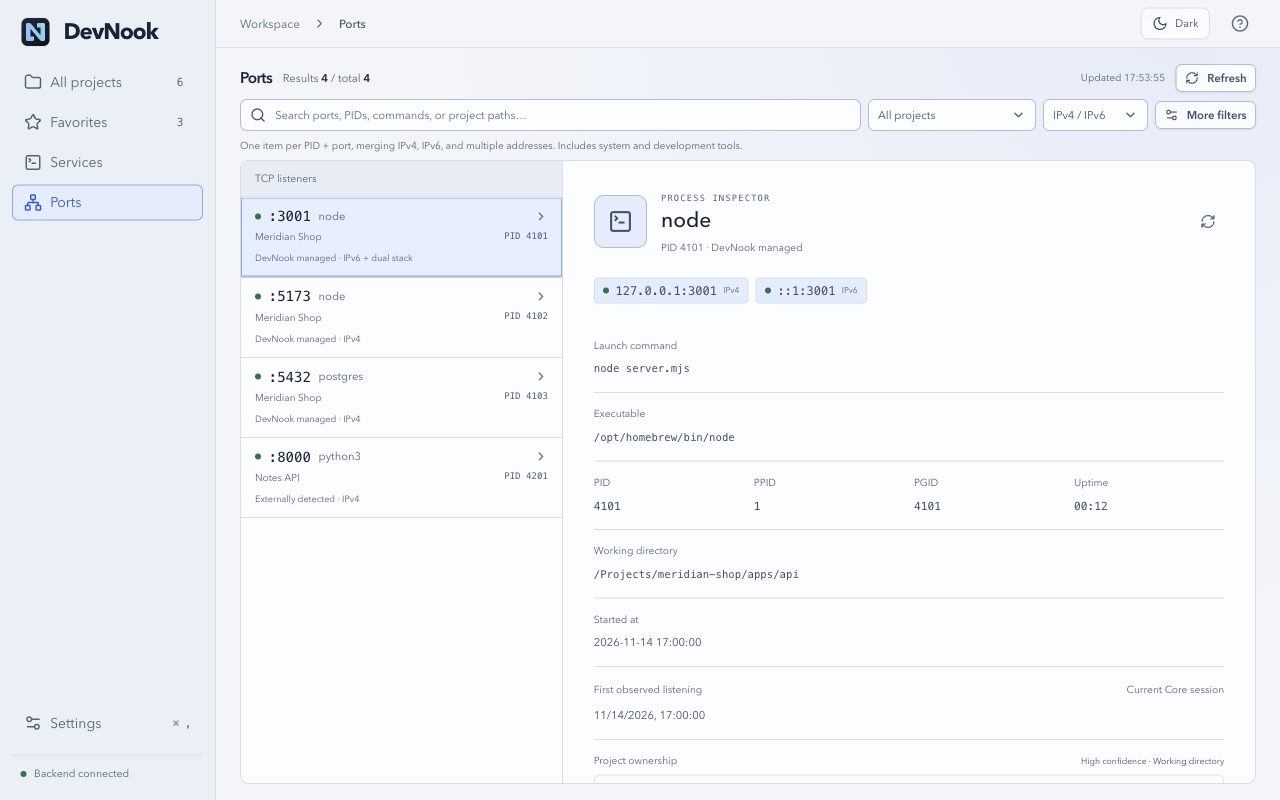 DevNook
All projects 6
Favorites 3
Services
Ports
Settings ⌘ ,
Backend connected
Workspace > Ports
Dark
Ports Results 4 / total 4
Updated 17:53:55
Refresh
Search ports, PIDs, commands, or project paths…
All projects
IPv4 / IPv6
More filters
One item per PID + port, merging IPv4, IPv6, and multiple addresses. Includes system and development tools.
TCP listeners
:3001 node
Meridian Shop PID 4101
DevNook managed · IPv6 + dual stack
:5173 node
Meridian Shop PID 4102
DevNook managed · IPv4
:5432 postgres
Meridian Shop PID 4103
DevNook managed · IPv4
:8000 python3
Notes API PID 4201
Externally detected · IPv4
PROCESS INSPECTOR
node
PID 4101 · DevNook managed
127.0.0.1:3001 IPv4
::1:3001 IPv6
Launch command
node server.mjs
Executable
/opt/homebrew/bin/node
PID PPID PGID Uptime
4101 1 4101 00:12
Working directory
/Projects/meridian-shop/apps/api
Started at
2026-11-14 17:00:00
First observed listening Current Core session
11/14/2026, 17:00:00
Project ownership High confidence · Working directory